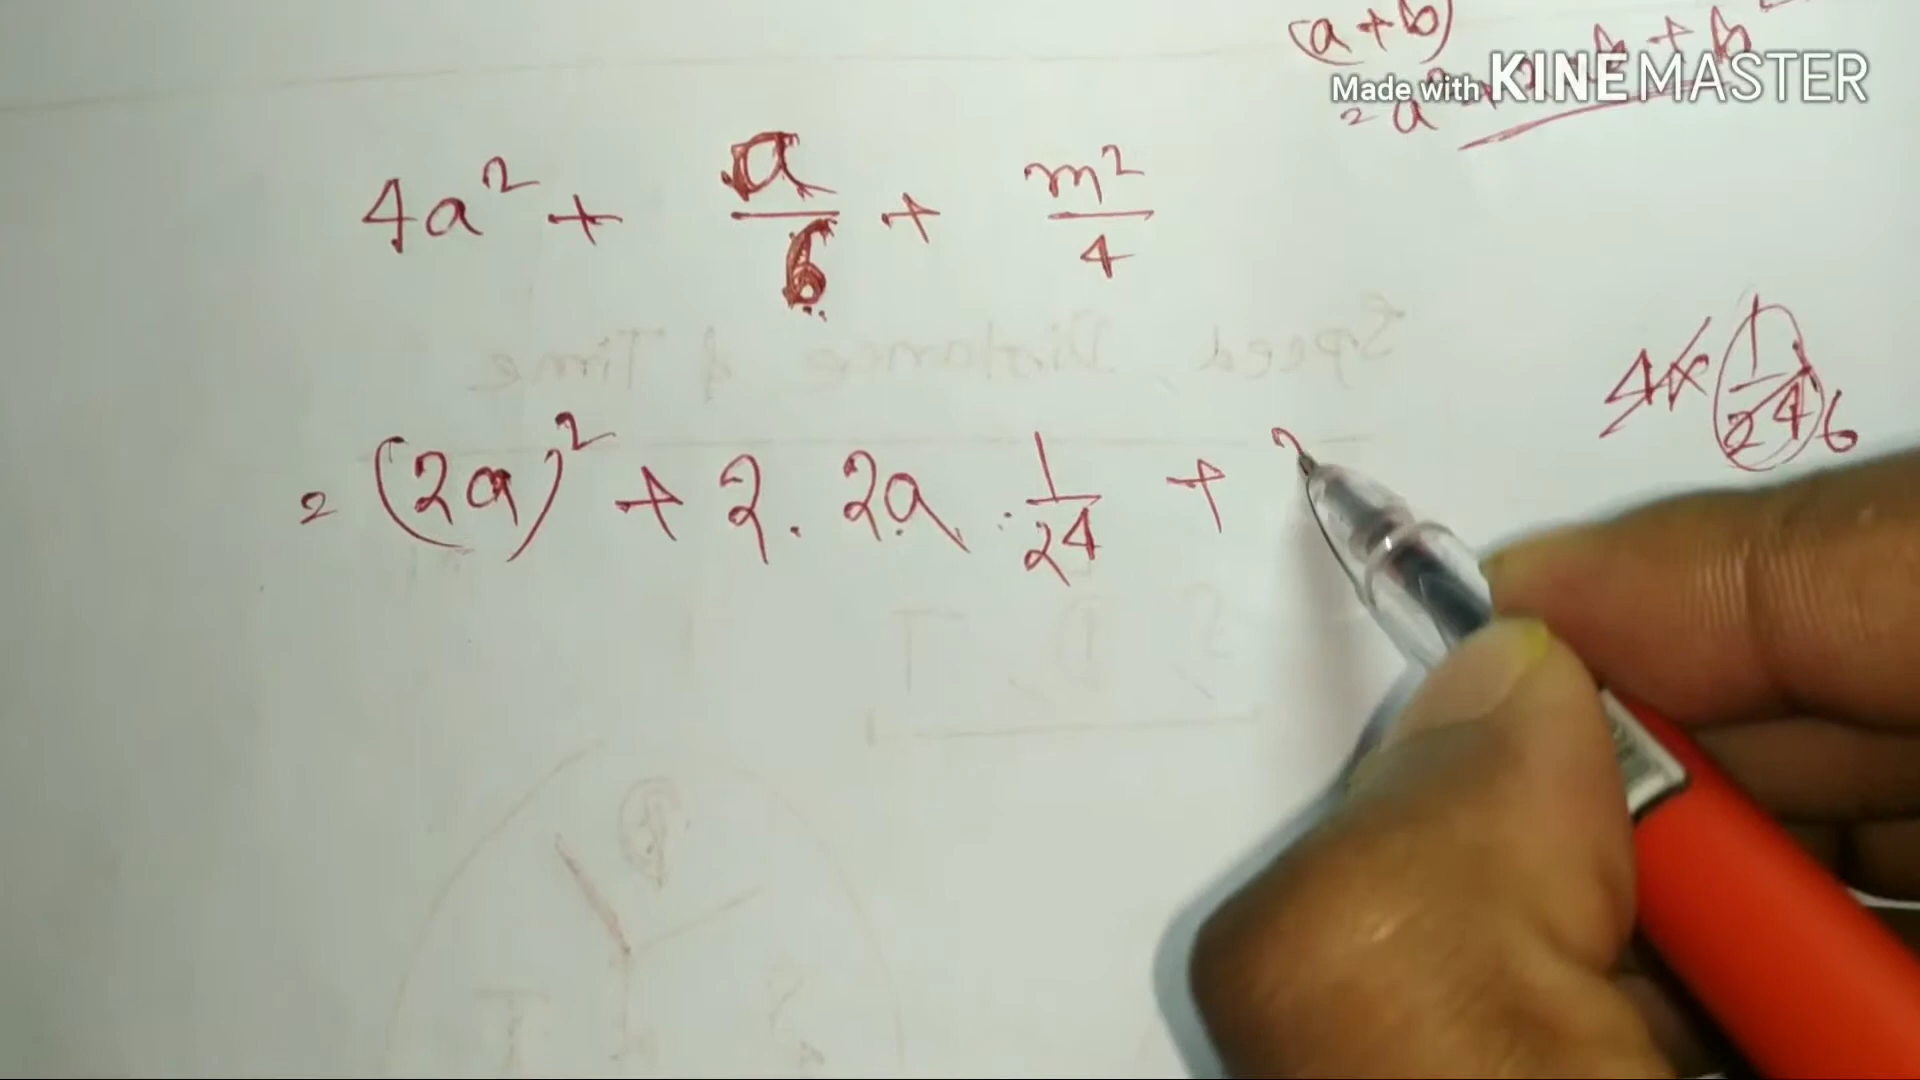 (a+b)
Made with KINEMASTER
4a² + a/6 + m²/4
4 × 1/24 6
= (2a)² + 2 . 2a . 1/24 +